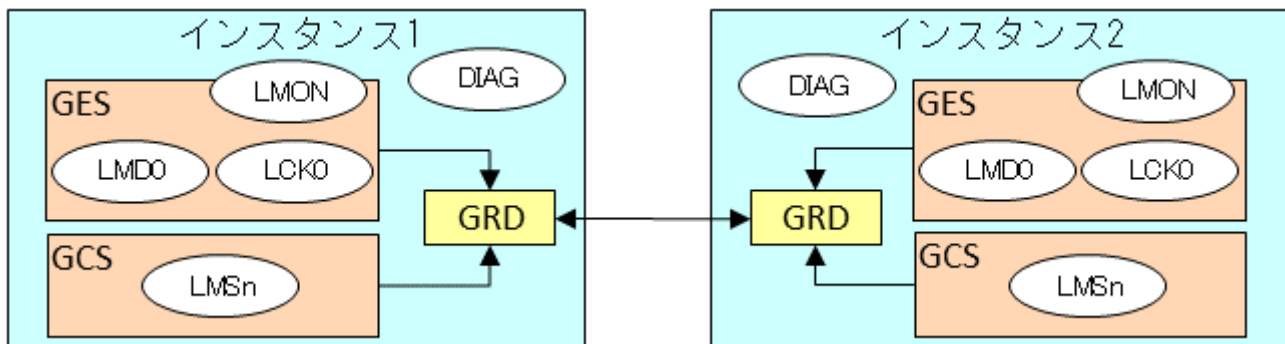 インスタンス1
GES
LMON
DIAG
LMD0
LCK0
GRD
GCS
LMSn
インスタンス2
DIAG
GES
LMON
LMD0
LCK0
GRD
GCS
LMSn